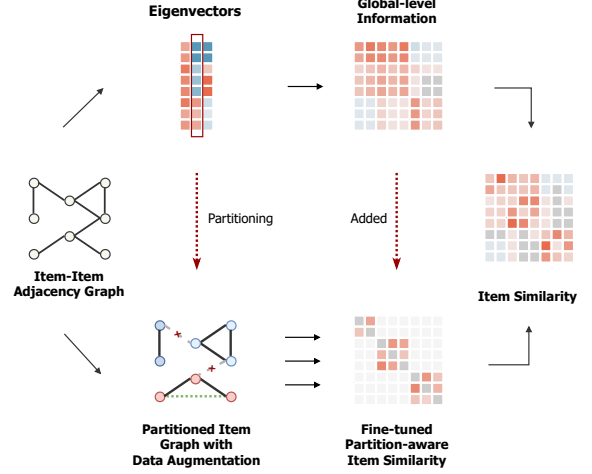 Eigenvectors
Global-level
Information
Partitioning
Added
Item-Item
Adjacency Graph
Item Similarity
Partitioned Item
Graph with
Data Augmentation
Fine-tuned
Partition-aware
Item Similarity